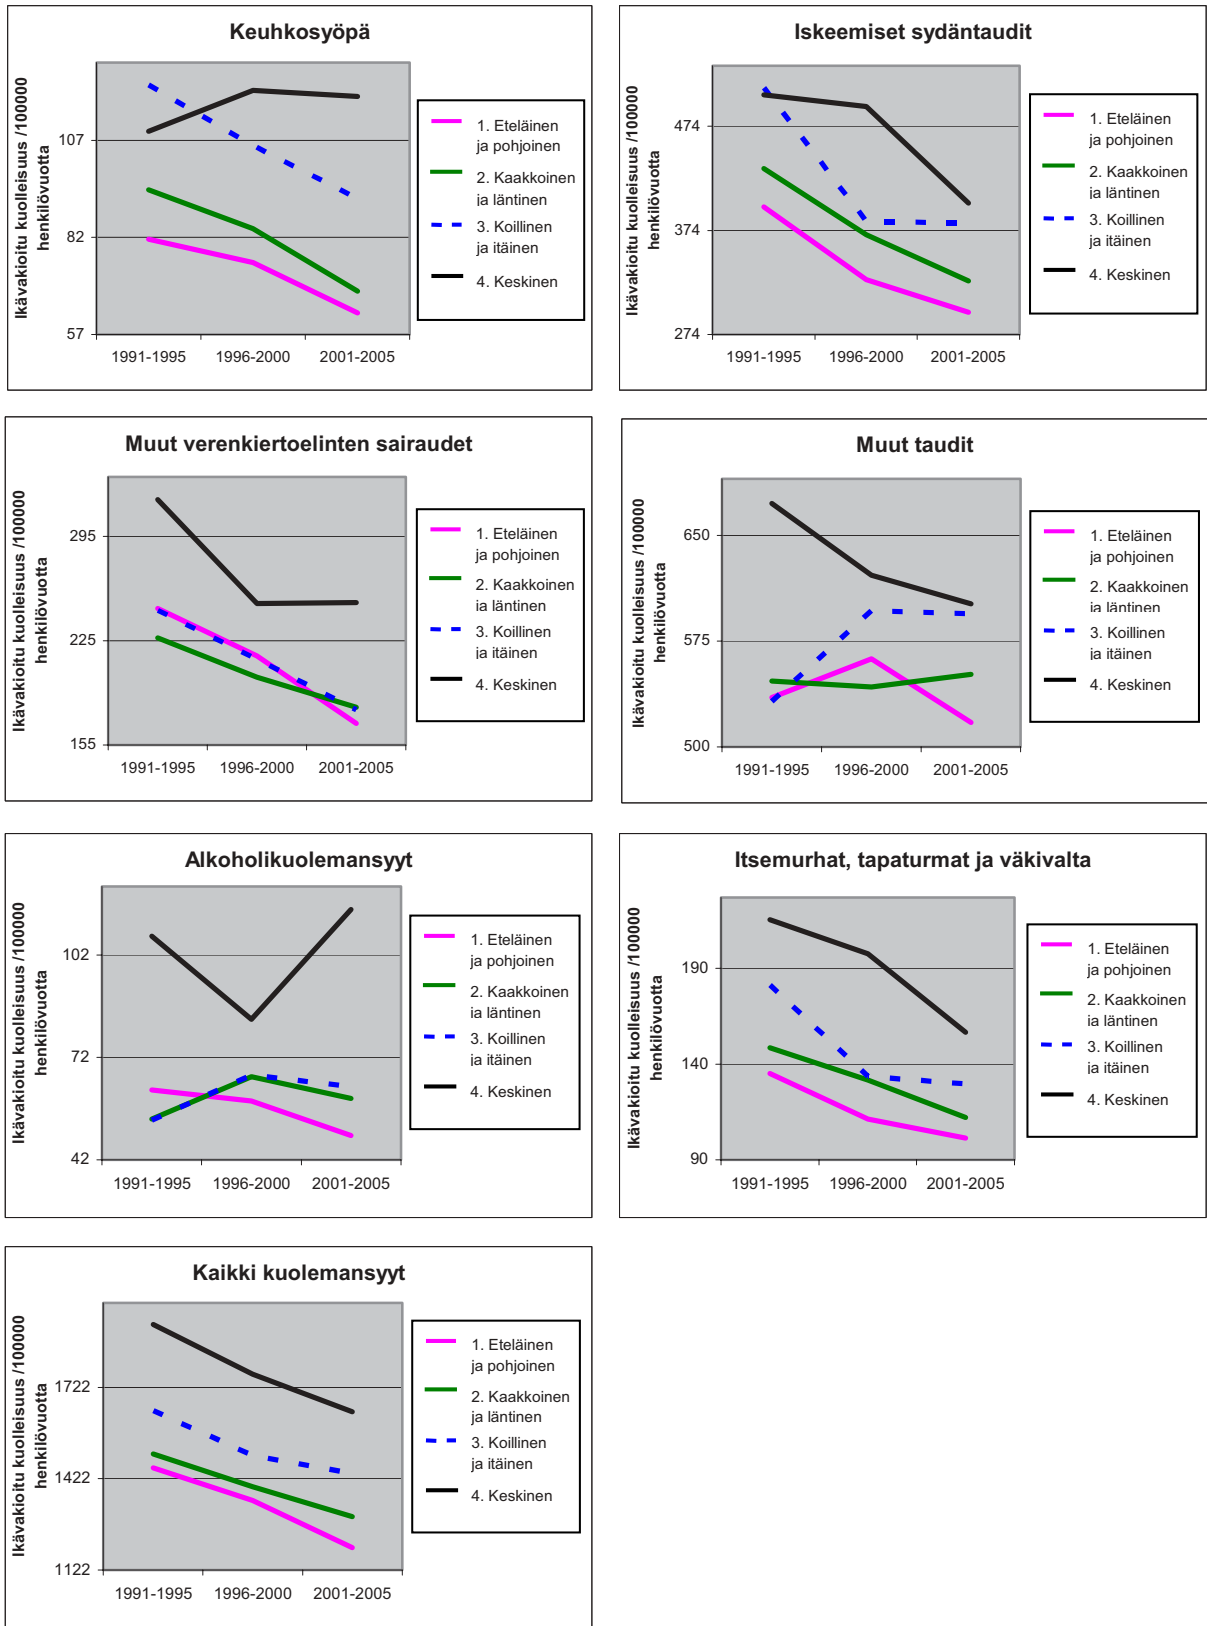 Keuhkosyöpä
Ikävakioitu kuolleisuus /100000
henkilövuotta
107
82
57
1991-1995
1996-2000
2001-2005
1. Eteläinen
ja pohjoinen
2. Kaakkoinen
ja läntinen
3. Koillinen
ja itäinen
4. Keskinen
Iskeemiset sydäntaudit
Ikävakioitu kuolleisuus /100000
henkilövuotta
474
374
274
1991-1995
1996-2000
2001-2005
1. Eteläinen
ja pohjoinen
2. Kaakkoinen
ja läntinen
3. Koillinen
ja itäinen
4. Keskinen
Muut verenkiertoelinten sairaudet
Ikävakioitu kuolleisuus /100000
henkilövuotta
295
225
155
1991-1995
1996-2000
2001-2005
1. Eteläinen
ja pohjoinen
2. Kaakkoinen
ja läntinen
3. Koillinen
ja itäinen
4. Keskinen
Muut taudit
Ikävakioitu kuolleisuus /100000
henkilövuotta
650
575
500
1991-1995
1996-2000
2001-2005
1. Eteläinen
ja pohjoinen
2. Kaakkoinen
ja läntinen
3. Koillinen
ja itäinen
4. Keskinen
Alkoholikuolemansyyt
Ikävakioitu kuolleisuus /100000
henkilövuotta
102
72
42
1991-1995
1996-2000
2001-2005
1. Eteläinen
ja pohjoinen
2. Kaakkoinen
ja läntinen
3. Koillinen
ja itäinen
4. Keskinen
Itsemurhat, tapaturmat ja väkivalta
Ikävakioitu kuolleisuus /100000
henkilövuotta
190
140
90
1991-1995
1996-2000
2001-2005
1. Eteläinen
ja pohjoinen
2. Kaakkoinen
ja läntinen
3. Koillinen
ja itäinen
4. Keskinen
Kaikki kuolemansyyt
Ikävakioitu kuolleisuus /100000
henkilövuotta
1722
1422
1122
1991-1995
1996-2000
2001-2005
1. Eteläinen
ja pohjoinen
2. Kaakkoinen
ja läntinen
3. Koillinen
ja itäinen
4. Keskinen